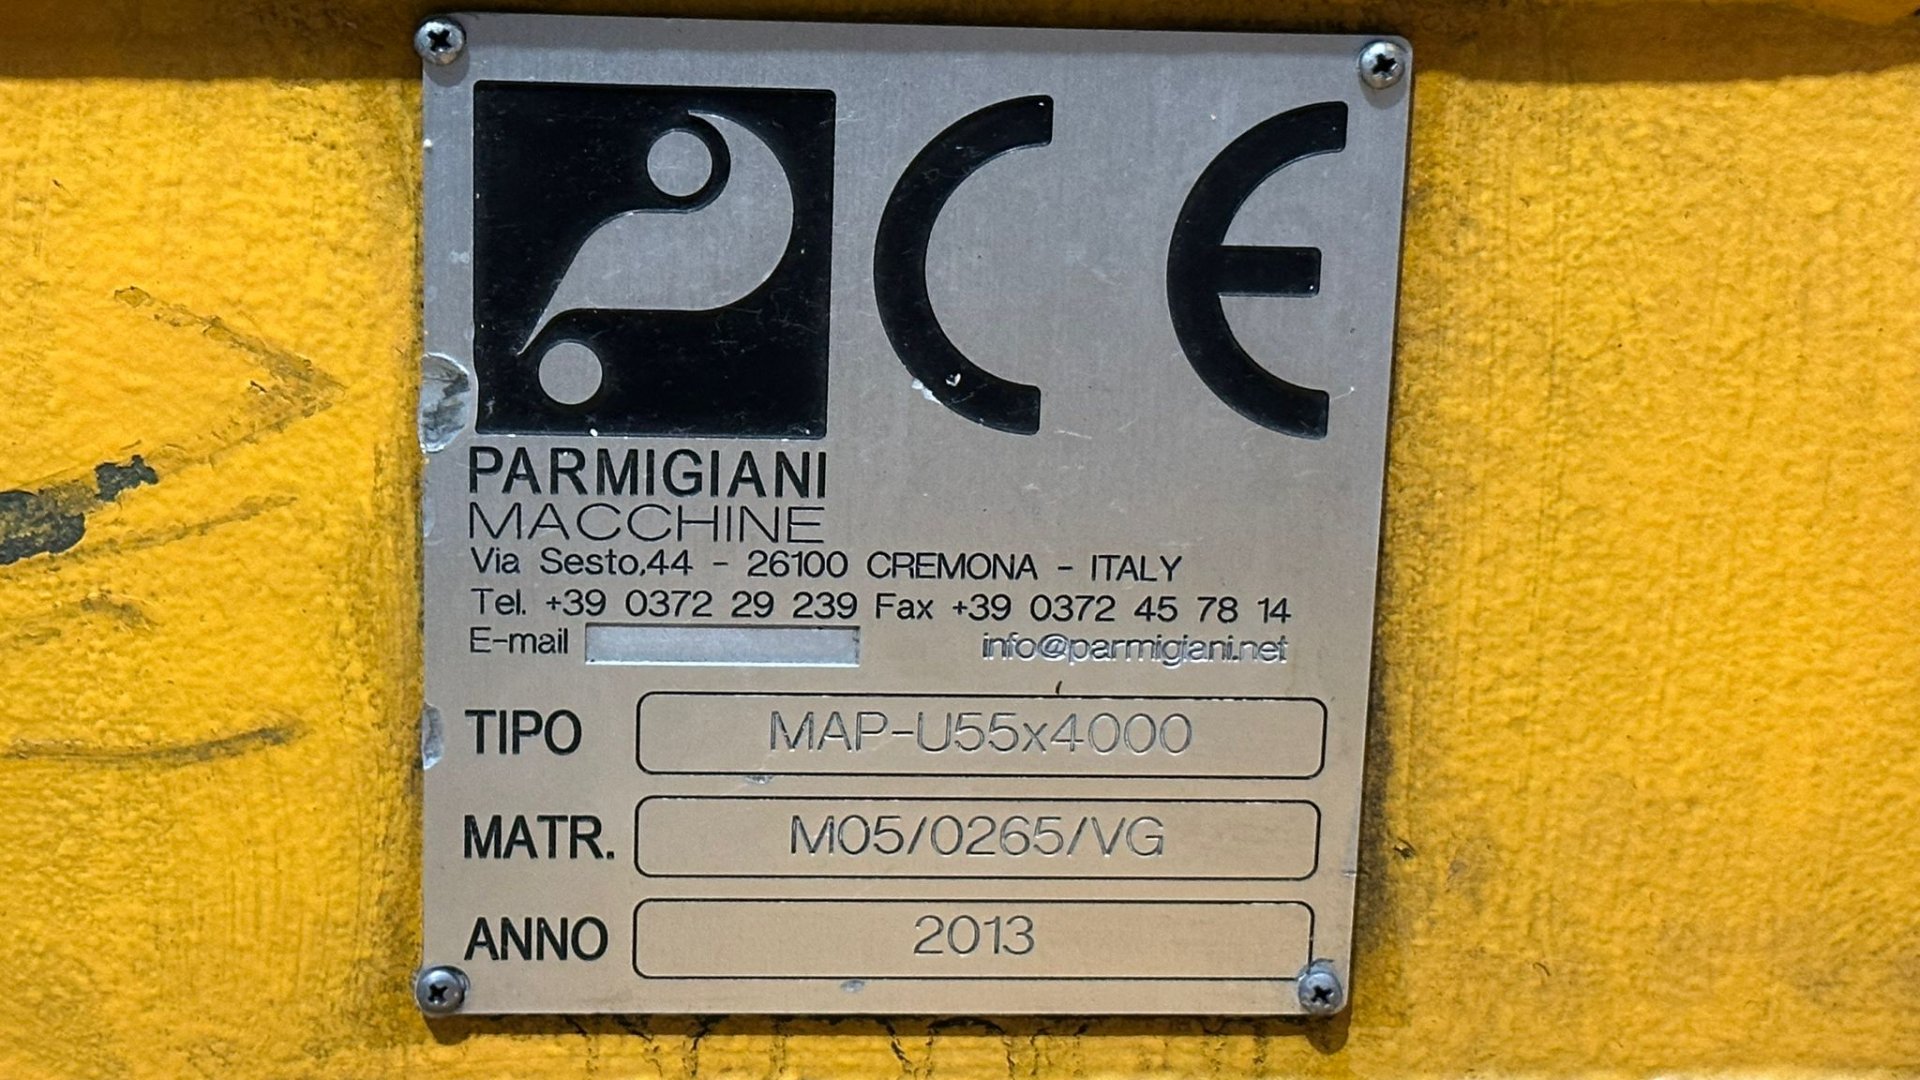 CE
PARMIGIANI
MACCHINE
Via Sesto,44 - 26100 CREMONA - ITALY
Tel. +39 0372 29 239 Fax +39 0372 45 78 14
E-mail info@parmigiani.net
TIPO MAP-U55x4000
MATR. M05/0265/VG
ANNO 2013